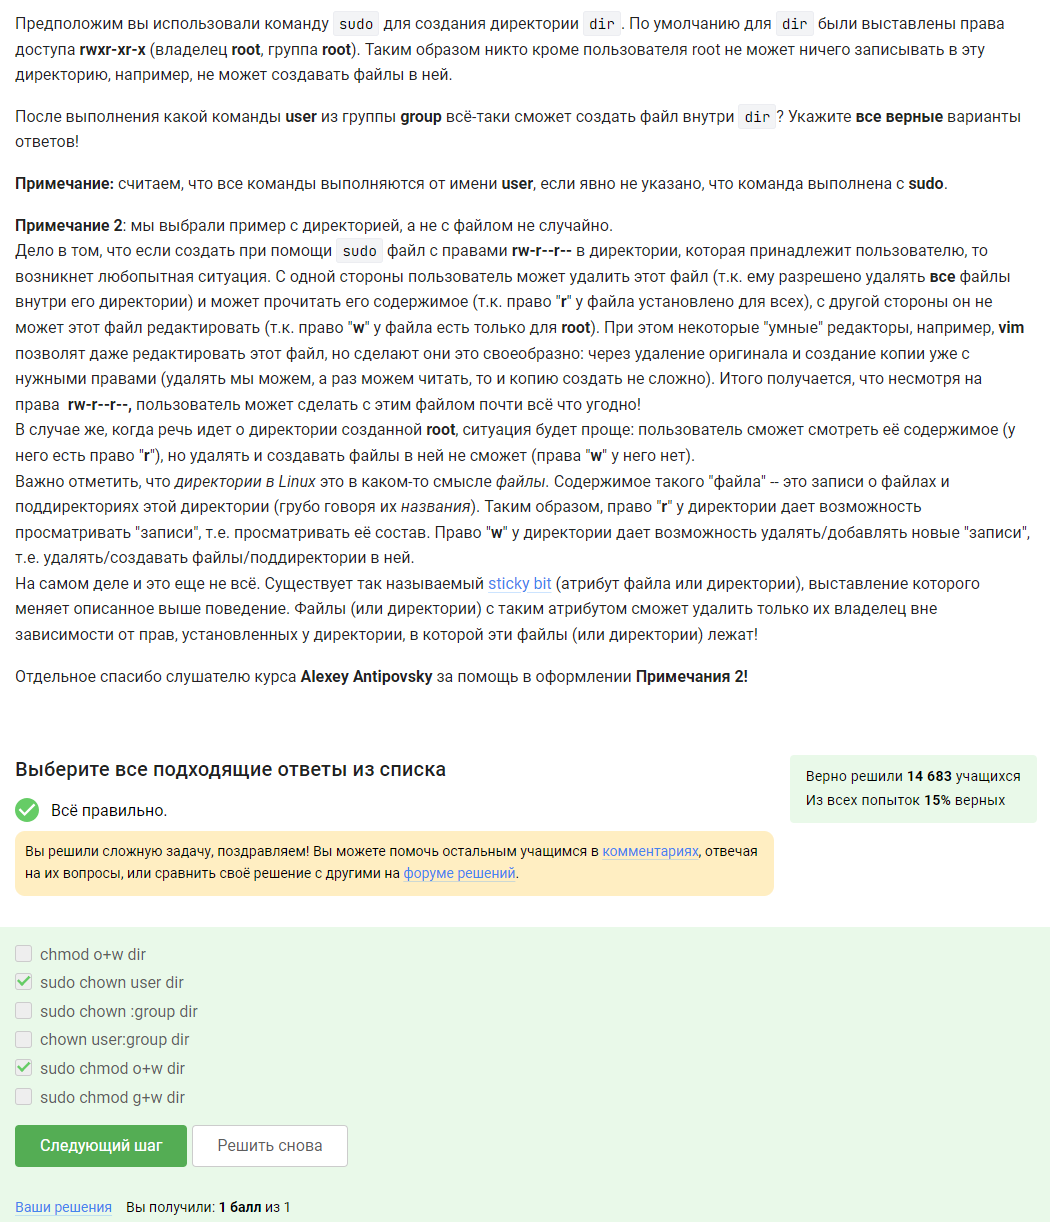 Предположим вы использовали команду sudo для создания директории dir. По умолчанию для dir были выставлены права
доступа rwxr-xr-x (владелец root, группа root). Таким образом никто кроме пользователя root не может ничего записывать в эту
директорию, например, не может создавать файлы в ней.
После выполнения какой команды user из группы group всё-таки сможет создать файл внутри dir? Укажите все верные варианты
ответов!
Примечание: считаем, что все команды выполняются от имени user, если явно не указано, что команда выполнена с sudo.
Примечание 2: мы выбрали пример с директорией, а не с файлом не случайно.
Дело в том, что если создать при помощи sudo файл с правами rw-r--r-- в директории, которая принадлежит пользователю, то
возникнет любопытная ситуация. С одной стороны пользователь может удалить этот файл (т.к. ему разрешено удалять все файлы
внутри его директории) и может прочитать его содержимое (т.к. право "r" у файла установлено для всех), с другой стороны он не
может этот файл редактировать (т.к. право "w" у файла есть только для root). При этом некоторые "умные" редакторы, например, vim
позволят даже редактировать этот файл, но сделают они это своеобразно: через удаление оригинала и создание копии уже с
нужными правами (удалять мы можем, а раз можем читать, то и копию создать не сложно). Итого получается, что несмотря на
права rw-r--r--, пользователь может сделать с этим файлом почти всё что угодно!
В случае же, когда речь идет о директории созданной root, ситуация будет проще: пользователь сможет смотреть её содержимое (у
него есть право "r"), но удалять и создавать файлы в ней не сможет (права "w" у него нет).
Важно отметить, что директории в Linux это в каком-то смысле файлы. Содержимое такого "файла" -- это записи о файлах и
поддиректориях этой директории (грубо говоря их названия). Таким образом, право "r" у директории дает возможность
просматривать "записи", т.е. просматривать её состав. Право "w" у директории дает возможность удалять/добавлять новые "записи",
т.е. удалять/создавать файлы/поддиректории в ней.
На самом деле и это еще не всё. Существует так называемый sticky bit (атрибут файла или директории), выставление которого
меняет описанное выше поведение. Файлы (или директории) с таким атрибутом сможет удалить только их владелец вне
зависимости от прав, установленных у директории, в которой эти файлы (или директории) лежат!
Отдельное спасибо слушателю курса Alexey Antipovsky за помощь в оформлении Примечания 2!
Выберите все подходящие ответы из списка
Верно решили 14 683 учащихся
Из всех попыток 15% верных
Всё правильно.
Вы решили сложную задачу, поздравляем! Вы можете помочь остальным учащимся в комментариях, отвечая
на их вопросы, или сравнить своё решение с другими на форуме решений.
chmod o+w dir
sudo chown user dir
sudo chown :group dir
chown user:group dir
sudo chmod o+w dir
sudo chmod g+w dir
Следующий шаг
Решить снова
Ваши решения Вы получили: 1 балл из 1